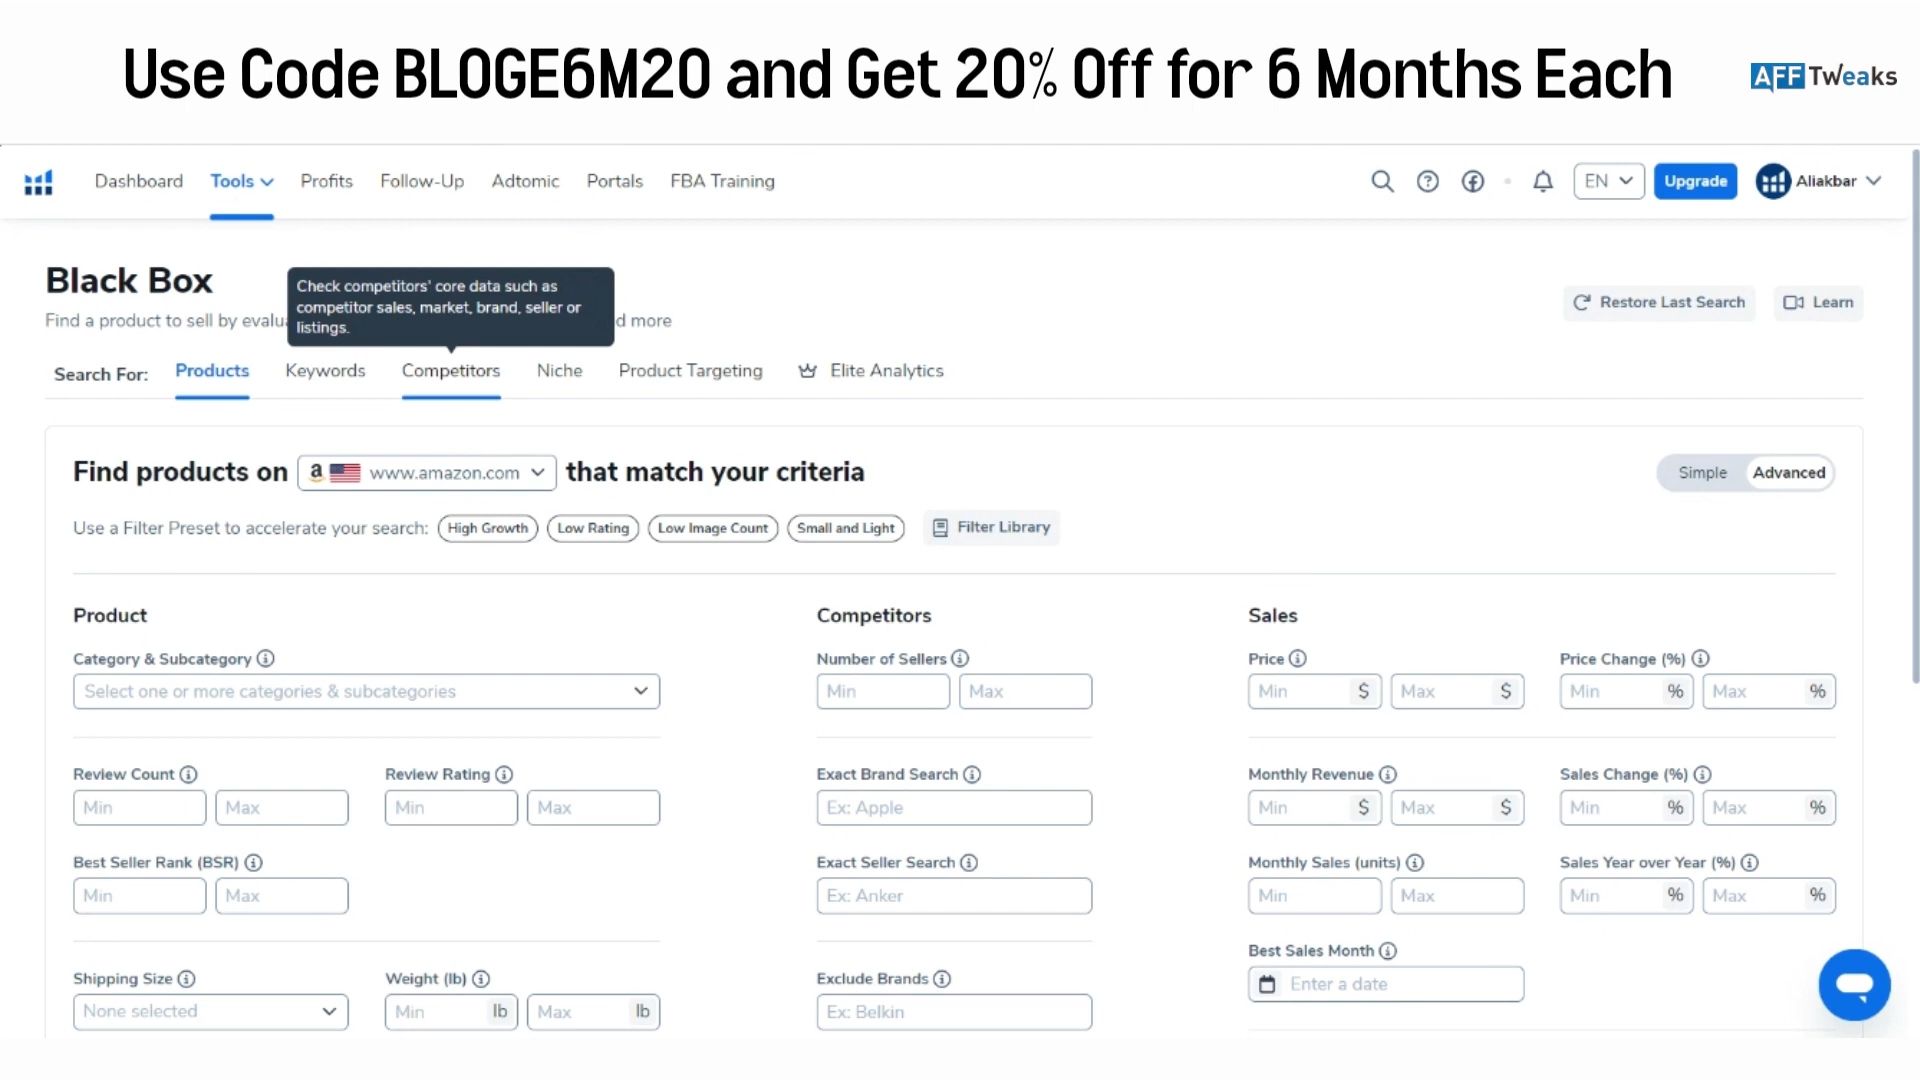 Use Code BLOGE6M20 and Get 20% Off for 6 Months Each
AFFTweaks
Dashboard Tools Profits Follow-Up Adtomic Portals FBA Training
EN Upgrade Aliakbar
Black Box
Check competitors' core data such as
competitor sales, market, brand, seller or
listings.
Find a product to sell by evalu d more
Restore Last Search Learn
Search For: Products Keywords Competitors Niche Product Targeting Elite Analytics
Find products on a www.amazon.com that match your criteria
Simple Advanced
Use a Filter Preset to accelerate your search: High Growth Low Rating Low Image Count Small and Light Filter Library
Product Competitors Sales
Category & Subcategory Number of Sellers Price Price Change (%)
Select one or more categories & subcategories Min Max Min $ Max $ Min % Max %
Review Count Review Rating Exact Brand Search Monthly Revenue Sales Change (%)
Min Max Min Max Ex: Apple Min $ Max $ Min % Max %
Best Seller Rank (BSR) Exact Seller Search Monthly Sales (units) Sales Year over Year (%)
Min Max Ex: Anker Min Max Min % Max %
Best Sales Month
Shipping Size Weight (lb) Exclude Brands Enter a date
None selected Min lb Max lb Ex: Belkin